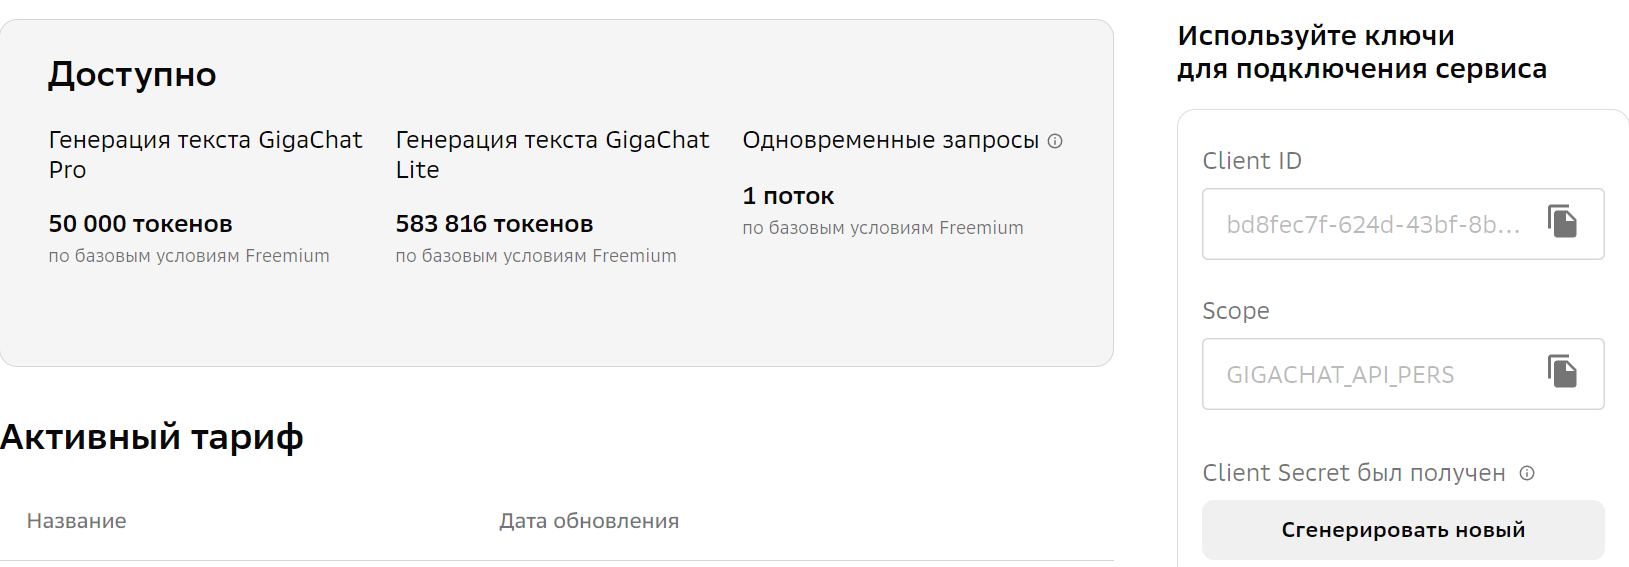 Доступно
Генерация текста GigaChat
Pro
50 000 токенов
по базовым условиям Freemium
Генерация текста GigaChat
Lite
583 816 токенов
по базовым условиям Freemium
Одновременные запросы
1 поток
по базовым условиям Freemium
Активный тариф
Название
Дата обновления
Используйте ключи
для подключения сервиса
Client ID
bd8fec7f-624d-43bf-8b...
Scope
GIGACHAT_API_PERS
Client Secret был получен
Сгенерировать новый